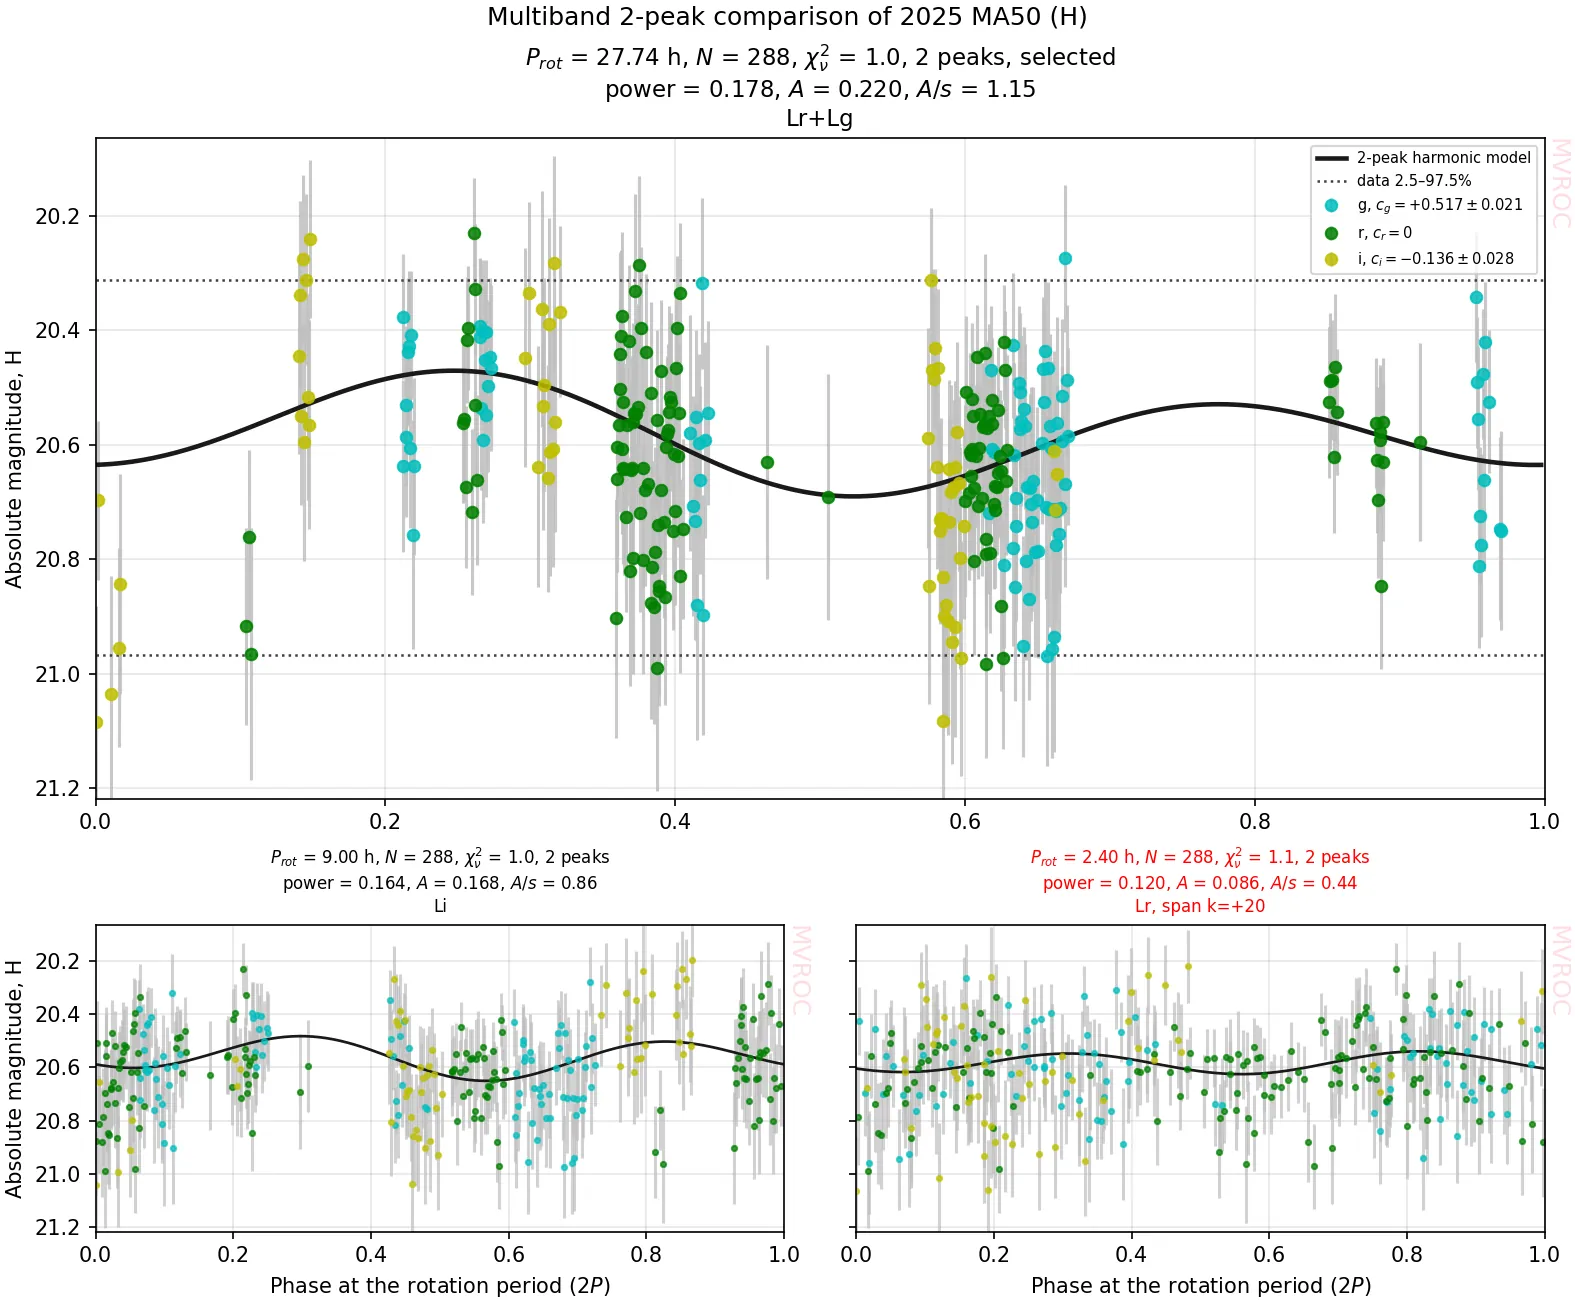 Multiband 2-peak comparison of 2025 MA50 (H)
P_rot = 27.74 h, N = 288, χ²_ν = 1.0, 2 peaks, selected
power = 0.178, A = 0.220, A/s = 1.15
Lr+Lg
MVROC
2-peak harmonic model
data 2.5–97.5%
g, c_g = +0.517 ± 0.021
r, c_r = 0
i, c_i = −0.136 ± 0.028
Absolute magnitude, H
20.2
20.4
20.6
20.8
21.0
21.2
0.0 0.2 0.4 0.6 0.8 1.0
P_rot = 9.00 h, N = 288, χ²_ν = 1.0, 2 peaks
power = 0.164, A = 0.168, A/s = 0.86
Li
MVROC
Absolute magnitude, H
20.2
20.4
20.6
20.8
21.0
21.2
0.0 0.2 0.4 0.6 0.8 1.0
Phase at the rotation period (2P)
P_rot = 2.40 h, N = 288, χ²_ν = 1.1, 2 peaks
power = 0.120, A = 0.086, A/s = 0.44
Lr, span k=+20
MVROC
0.0 0.2 0.4 0.6 0.8 1.0
Phase at the rotation period (2P)